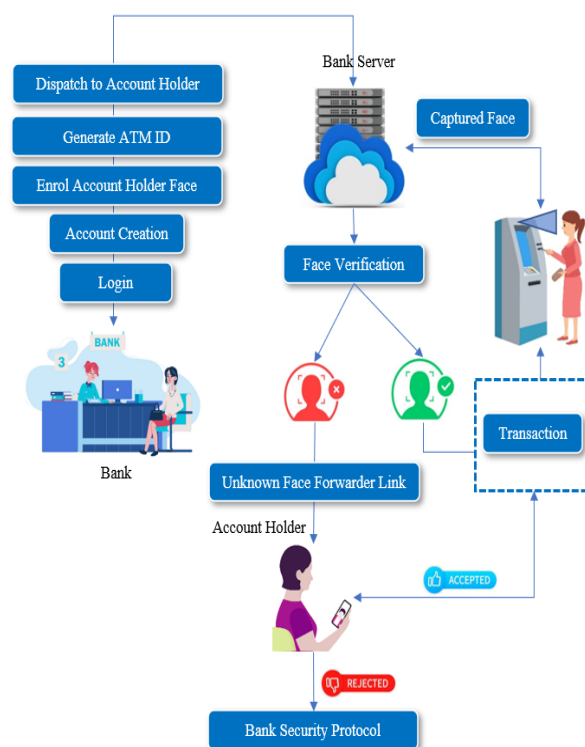 Bank Server
Dispatch to Account Holder
Captured Face
Generate ATM ID
Enrol Account Holder Face
Account Creation
Face Verification
Login
3
BANK
Bank
Transaction
Unknown Face Forwarder Link
Account Holder
ACCEPTED
REJECTED
Bank Security Protocol